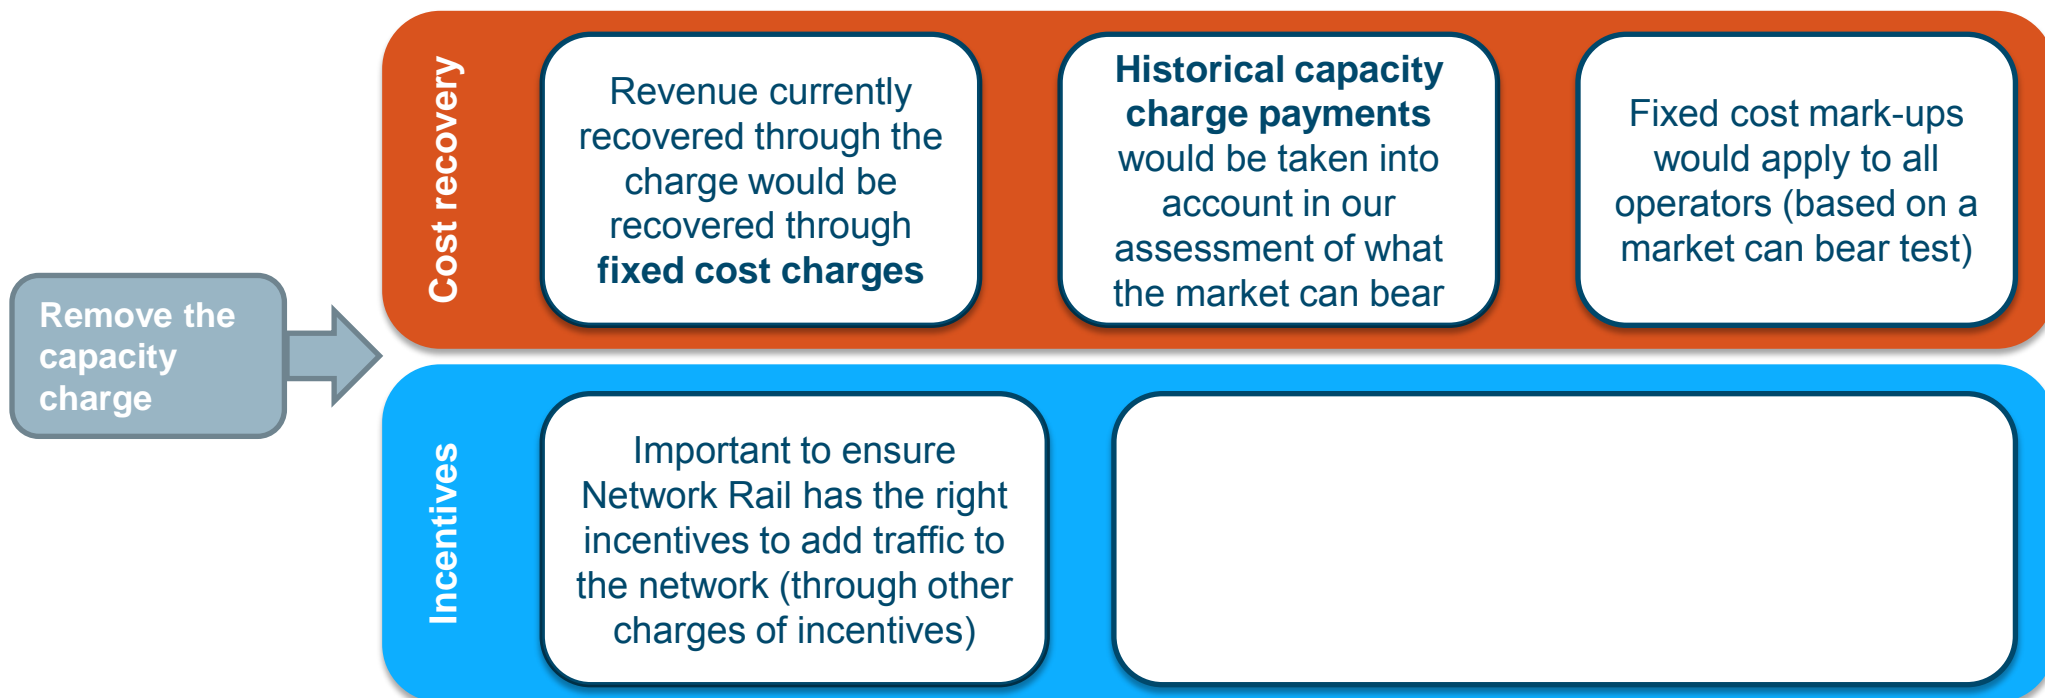 Remove the
capacity
charge
Cost recovery
Revenue currently
recovered through the
charge would be
recovered through
fixed cost charges
Historical capacity
charge payments
would be taken into
account in our
assessment of what
the market can bear
Fixed cost mark-ups
would apply to all
operators (based on a
market can bear test)
Incentives
Important to ensure
Network Rail has the right
incentives to add traffic to
the network (through other
charges of incentives)